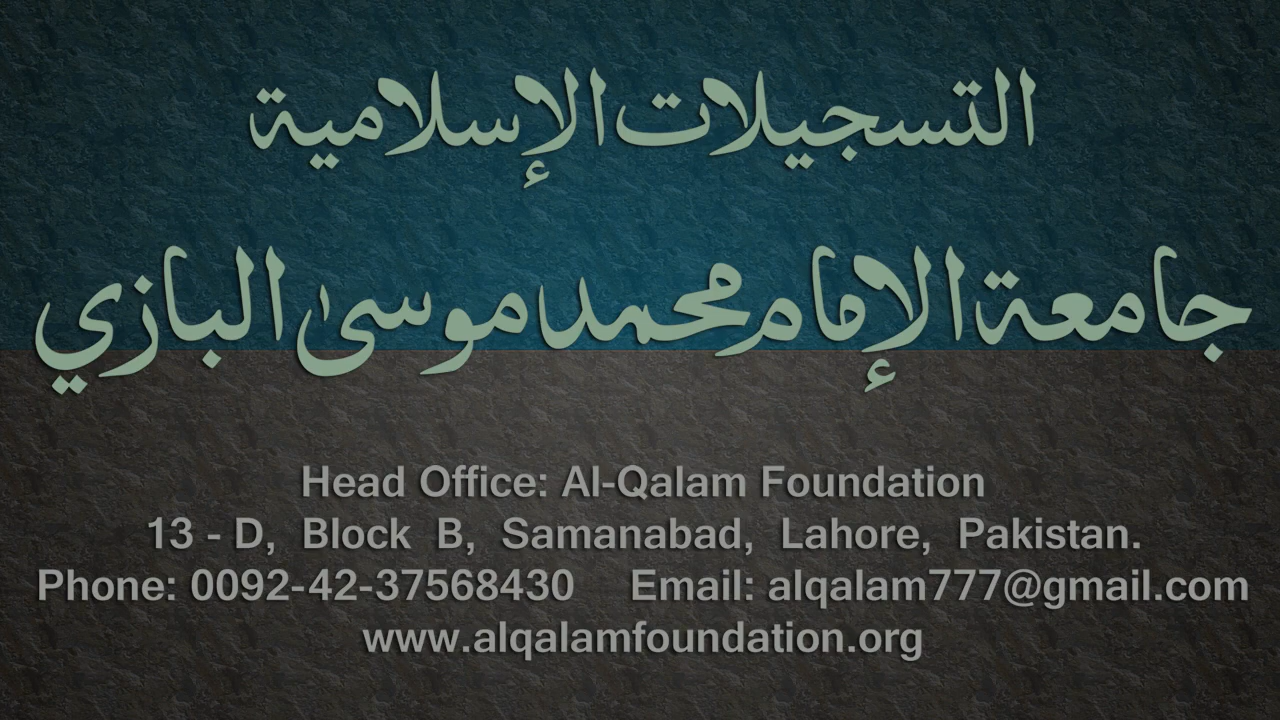 التسجيلات الإسلامية
جامعة الإمام محمد موسىٰ البازي
Head Office: Al-Qalam Foundation
13 - D, Block B, Samanabad, Lahore, Pakistan.
Phone: 0092-42-37568430 Email: alqalam777@gmail.com
www.alqalamfoundation.org